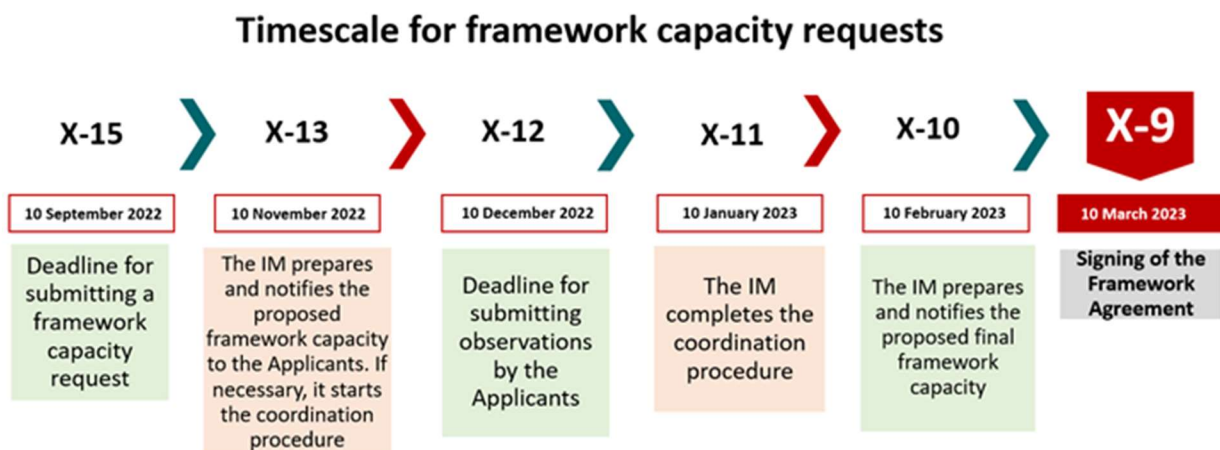 Timescale for framework capacity requests
X-15
X-13
X-12
X-11
X-10
X-9
10 September 2022
10 November 2022
10 December 2022
10 January 2023
10 February 2023
10 March 2023
Deadline for
submitting a
framework
capacity
request
The IM prepares
and notifies the
proposed
framework capacity
to the Applicants. If
necessary, it starts
the coordination
procedure
Deadline for
submitting
observations
by the
Applicants
The IM
completes the
coordination
procedure
The IM prepares
and notifies the
proposed final
framework
capacity
Signing of the
Framework
Agreement